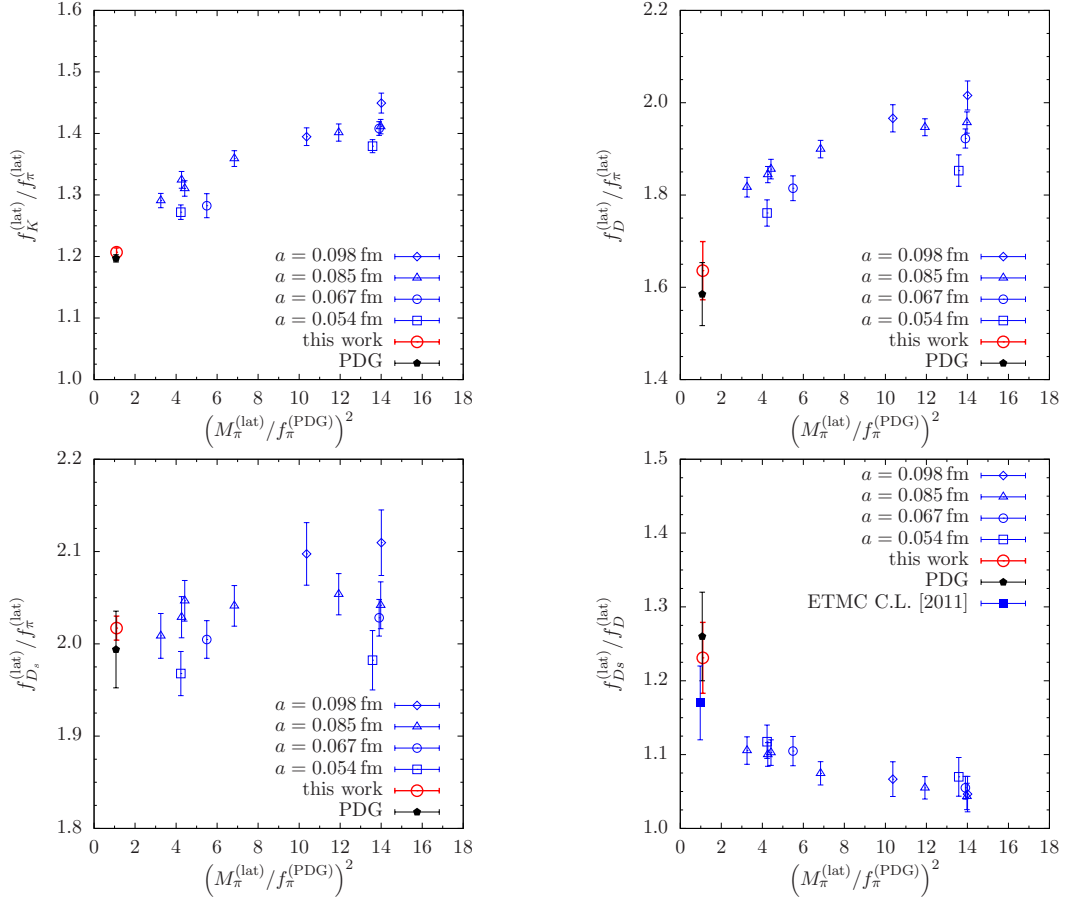 f_K^{(lat)}/f_π^{(lat)}
1.6
1.5
1.4
1.3
1.2
1.1
1.0
0 2 4 6 8 10 12 14 16 18
(M_π^{(lat)}/f_π^{(PDG)})^2
a = 0.098 fm
a = 0.085 fm
a = 0.067 fm
a = 0.054 fm
this work
PDG
f_D^{(lat)}/f_π^{(lat)}
2.2
2.0
1.8
1.6
1.4
0 2 4 6 8 10 12 14 16 18
(M_π^{(lat)}/f_π^{(PDG)})^2
a = 0.098 fm
a = 0.085 fm
a = 0.067 fm
a = 0.054 fm
this work
PDG
f_{D_s}^{(lat)}/f_π^{(lat)}
2.2
2.1
2.0
1.9
1.8
0 2 4 6 8 10 12 14 16 18
(M_π^{(lat)}/f_π^{(PDG)})^2
a = 0.098 fm
a = 0.085 fm
a = 0.067 fm
a = 0.054 fm
this work
PDG
f_{Ds}^{(lat)}/f_D^{(lat)}
1.5
1.4
1.3
1.2
1.1
1.0
0 2 4 6 8 10 12 14 16 18
(M_π^{(lat)}/f_π^{(PDG)})^2
a = 0.098 fm
a = 0.085 fm
a = 0.067 fm
a = 0.054 fm
this work
PDG
ETMC C.L. [2011]